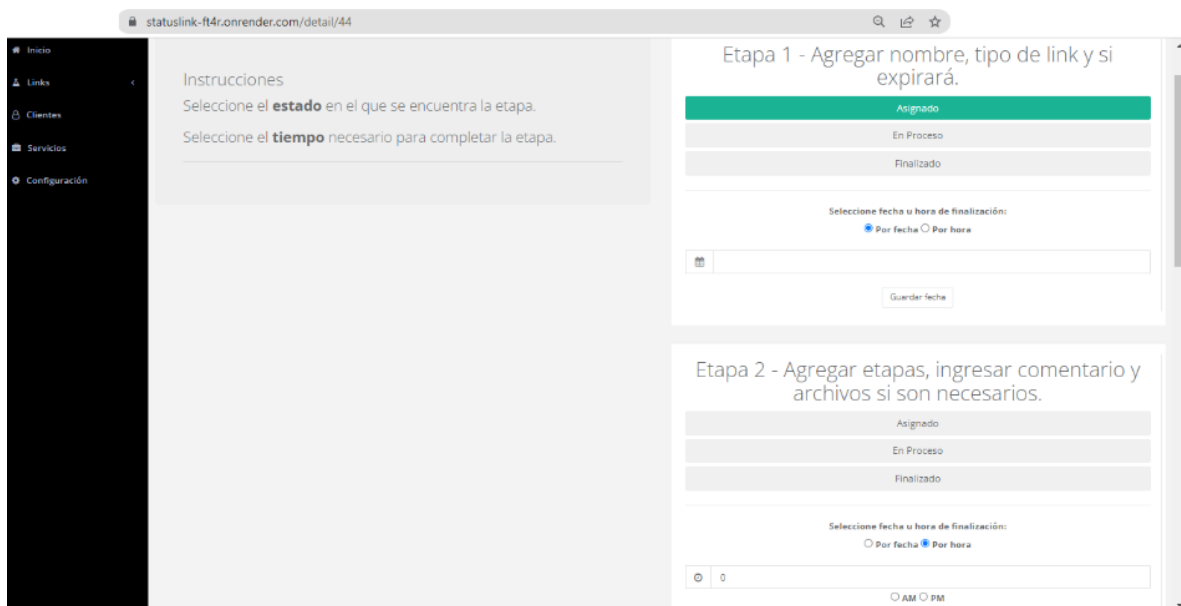 statuslink-ft4r.onrender.com/detail/44
Inicio
Links
Clientes
Servicios
Configuración
Instrucciones
Seleccione el estado en el que se encuentra la etapa.
Seleccione el tiempo necesario para completar la etapa.
Etapa 1 - Agregar nombre, tipo de link y si
expirará.
Asignado
En Proceso
Finalizado
Seleccione fecha u hora de finalización:
Por fecha Por hora
Guardar fecha
Etapa 2 - Agregar etapas, ingresar comentario y
archivos si son necesarios.
Asignado
En Proceso
Finalizado
Seleccione fecha u hora de finalización:
Por fecha Por hora
0
AM PM